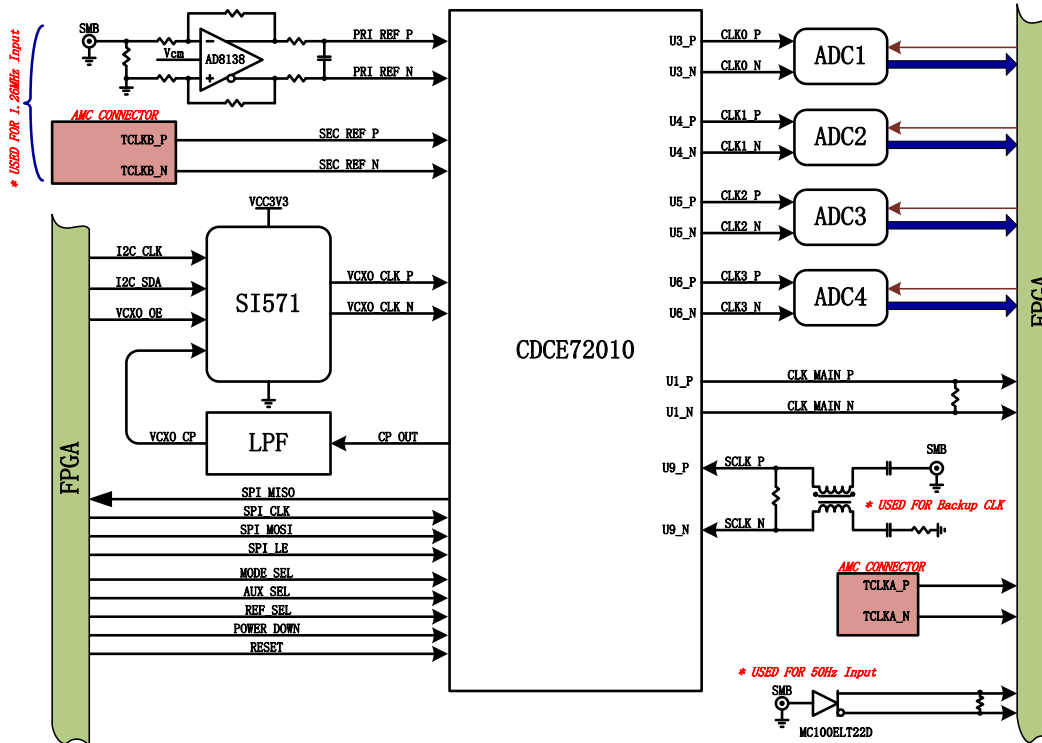 * USED FOR 1.26MHz Input
SMB
Vcm
AD8138
PRI REF P
PRI REF N
AMC CONNECTOR
TCLKB_P
TCLKB_N
SEC REF P
SEC REF N
VCC3V3
I2C CLK
I2C SDA
VCXO OE
SI571
VCXO CLK P
VCXO CLK N
VCXO CP
LPF
CP OUT
FPGA
SPI MISO
SPI CLK
SPI MOSI
SPI LE
MODE SEL
AUX SEL
REF SEL
POWER DOWN
RESET
CDCE72010
U3_P
U3_N
U4_P
U4_N
U5_P
U5_N
U6_P
U6_N
U1_P
U1_N
U9_P
U9_N
CLK0 P
CLK0 N
CLK1 P
CLK1 N
CLK2 P
CLK2 N
CLK3 P
CLK3 N
ADC1
ADC2
ADC3
ADC4
CLK MAIN P
CLK MAIN N
SCLK P
SCLK N
SMB
* USED FOR Backup CLK
AMC CONNECTOR
TCLKA_P
TCLKA_N
* USED FOR 50Hz Input
SMB
MC100ELT22D
FPGA